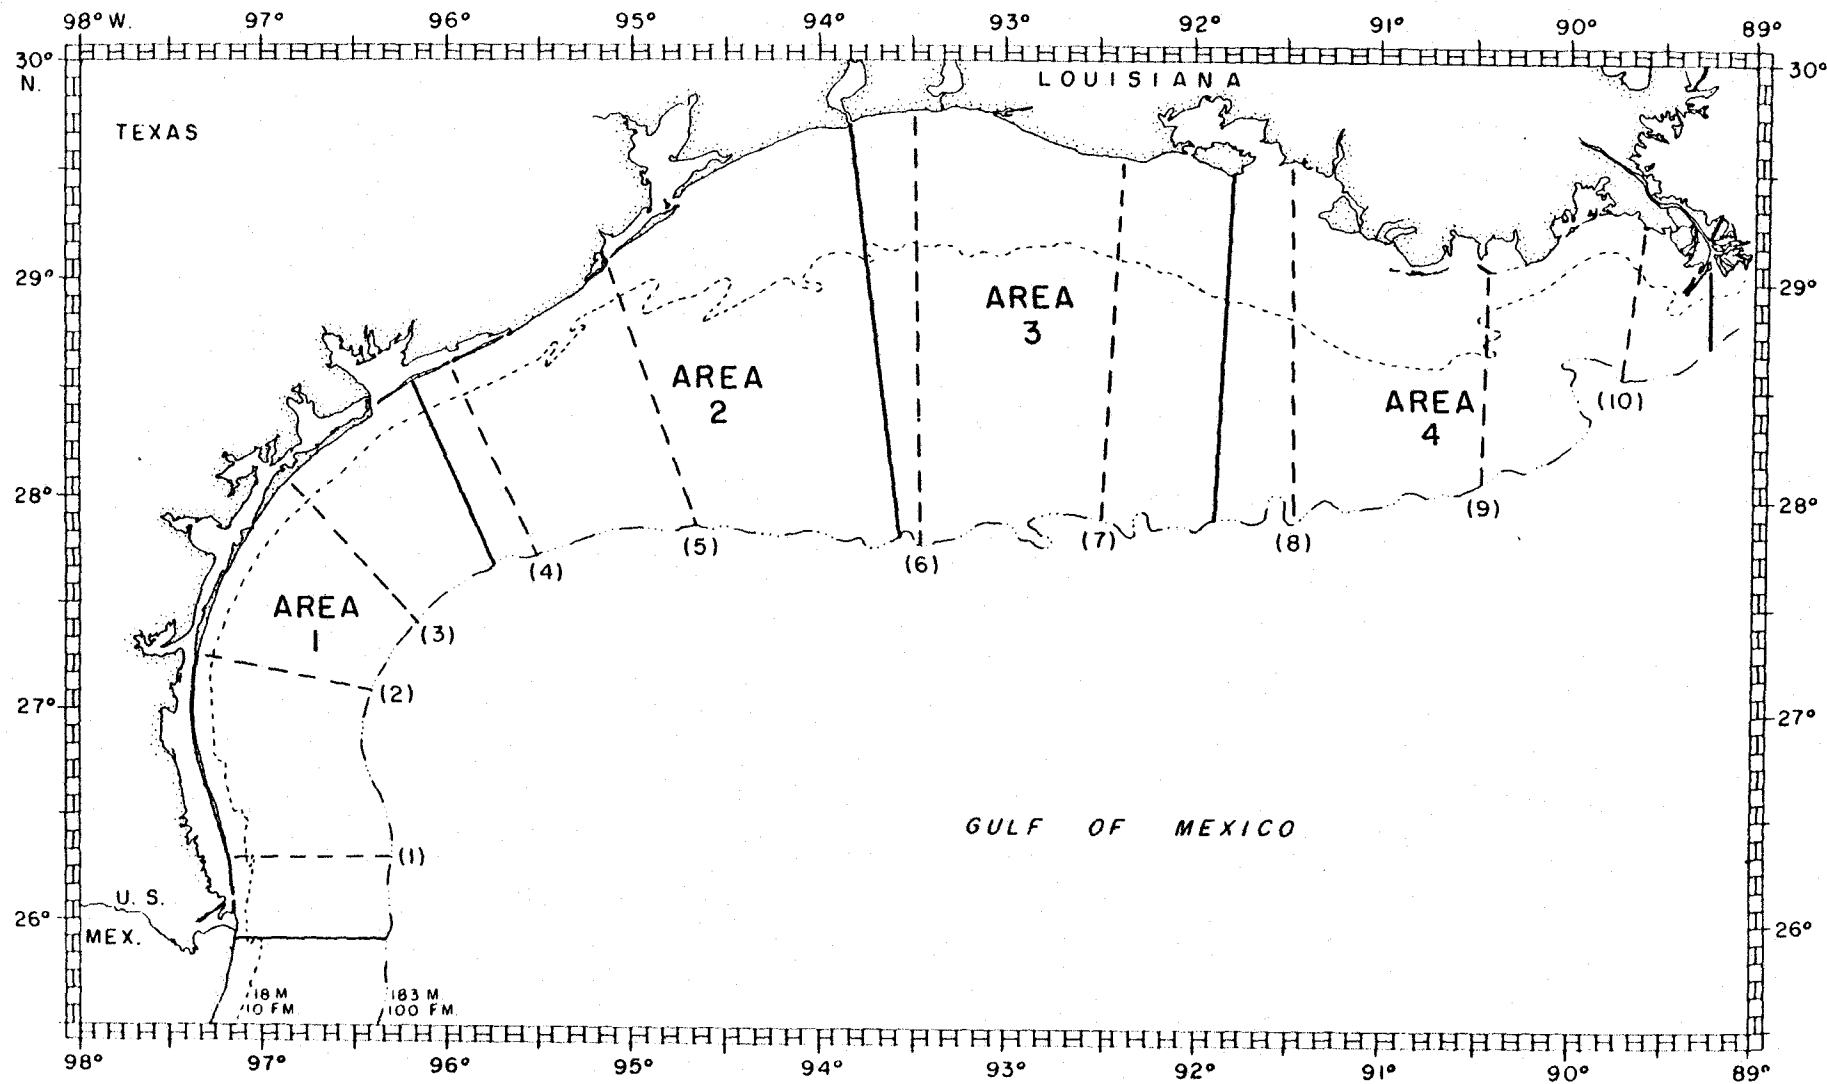 98° W. 97° 96° 95° 94° 93° 92° 91° 90° 89°
30° N.
30°
LOUISIANA
TEXAS
29°
29°
AREA 3
AREA 2
AREA 4
(10)
28°
28°
(9)
(5) (7) (8)
(6)
(4)
AREA 1
(3)
(2)
27°
27°
GULF OF MEXICO
(1)
U. S.
26°
26°
MEX.
18 M 183 M
10 FM. 100 FM.
98° 97° 96° 95° 94° 93° 92° 91° 90° 89°